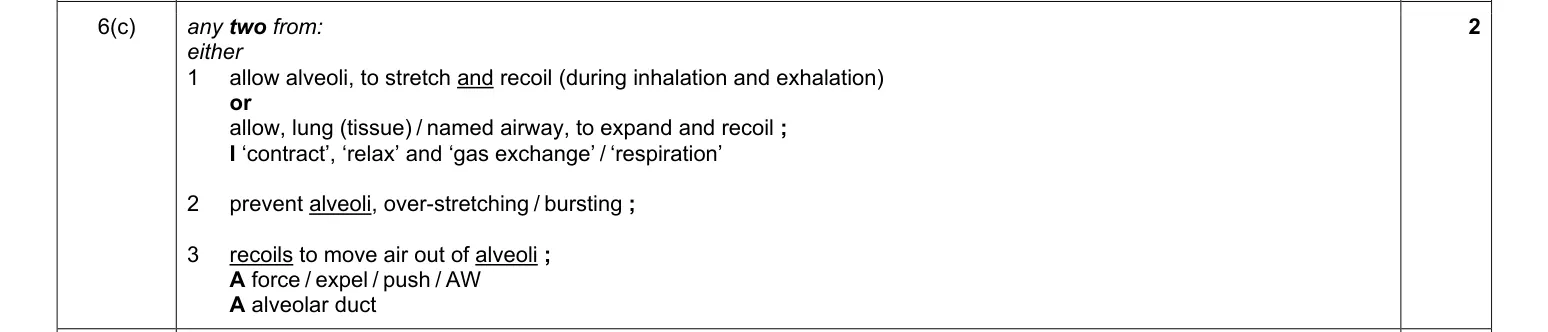 6(c) any two from: 2
either
1 allow alveoli, to stretch and recoil (during inhalation and exhalation)
or
allow, lung (tissue) / named airway, to expand and recoil ;
I ‘contract’, ‘relax’ and ‘gas exchange’ / ‘respiration’
2 prevent alveoli, over-stretching / bursting ;
3 recoils to move air out of alveoli ;
A force / expel / push / AW
A alveolar duct